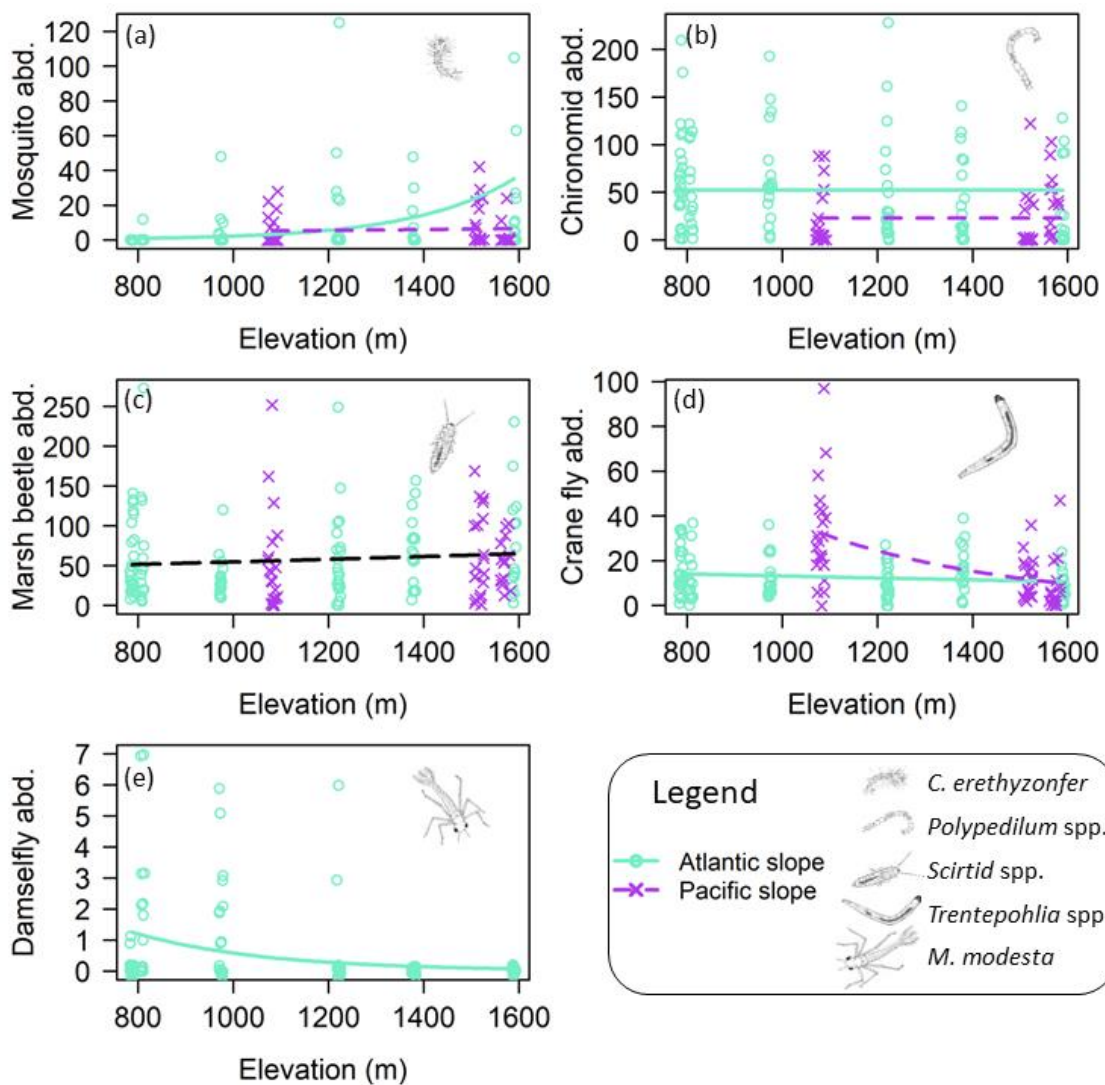 (a)
Mosquito abd.
120
100
80
60
40
20
0
800 1000 1200 1400 1600
Elevation (m)
(b)
Chironomid abd.
200
150
100
50
0
800 1000 1200 1400 1600
Elevation (m)
(c)
Marsh beetle abd.
250
200
150
100
50
0
800 1000 1200 1400 1600
Elevation (m)
(d)
Crane fly abd.
100
80
60
40
20
0
800 1000 1200 1400 1600
Elevation (m)
(e)
Damselfly abd.
7
6
5
4
3
2
1
0
800 1000 1200 1400 1600
Elevation (m)
Legend
Atlantic slope
Pacific slope
C. erethyzonfer
Polypedilum spp.
Scirtid spp.
Trentepohlia spp
M. modesta